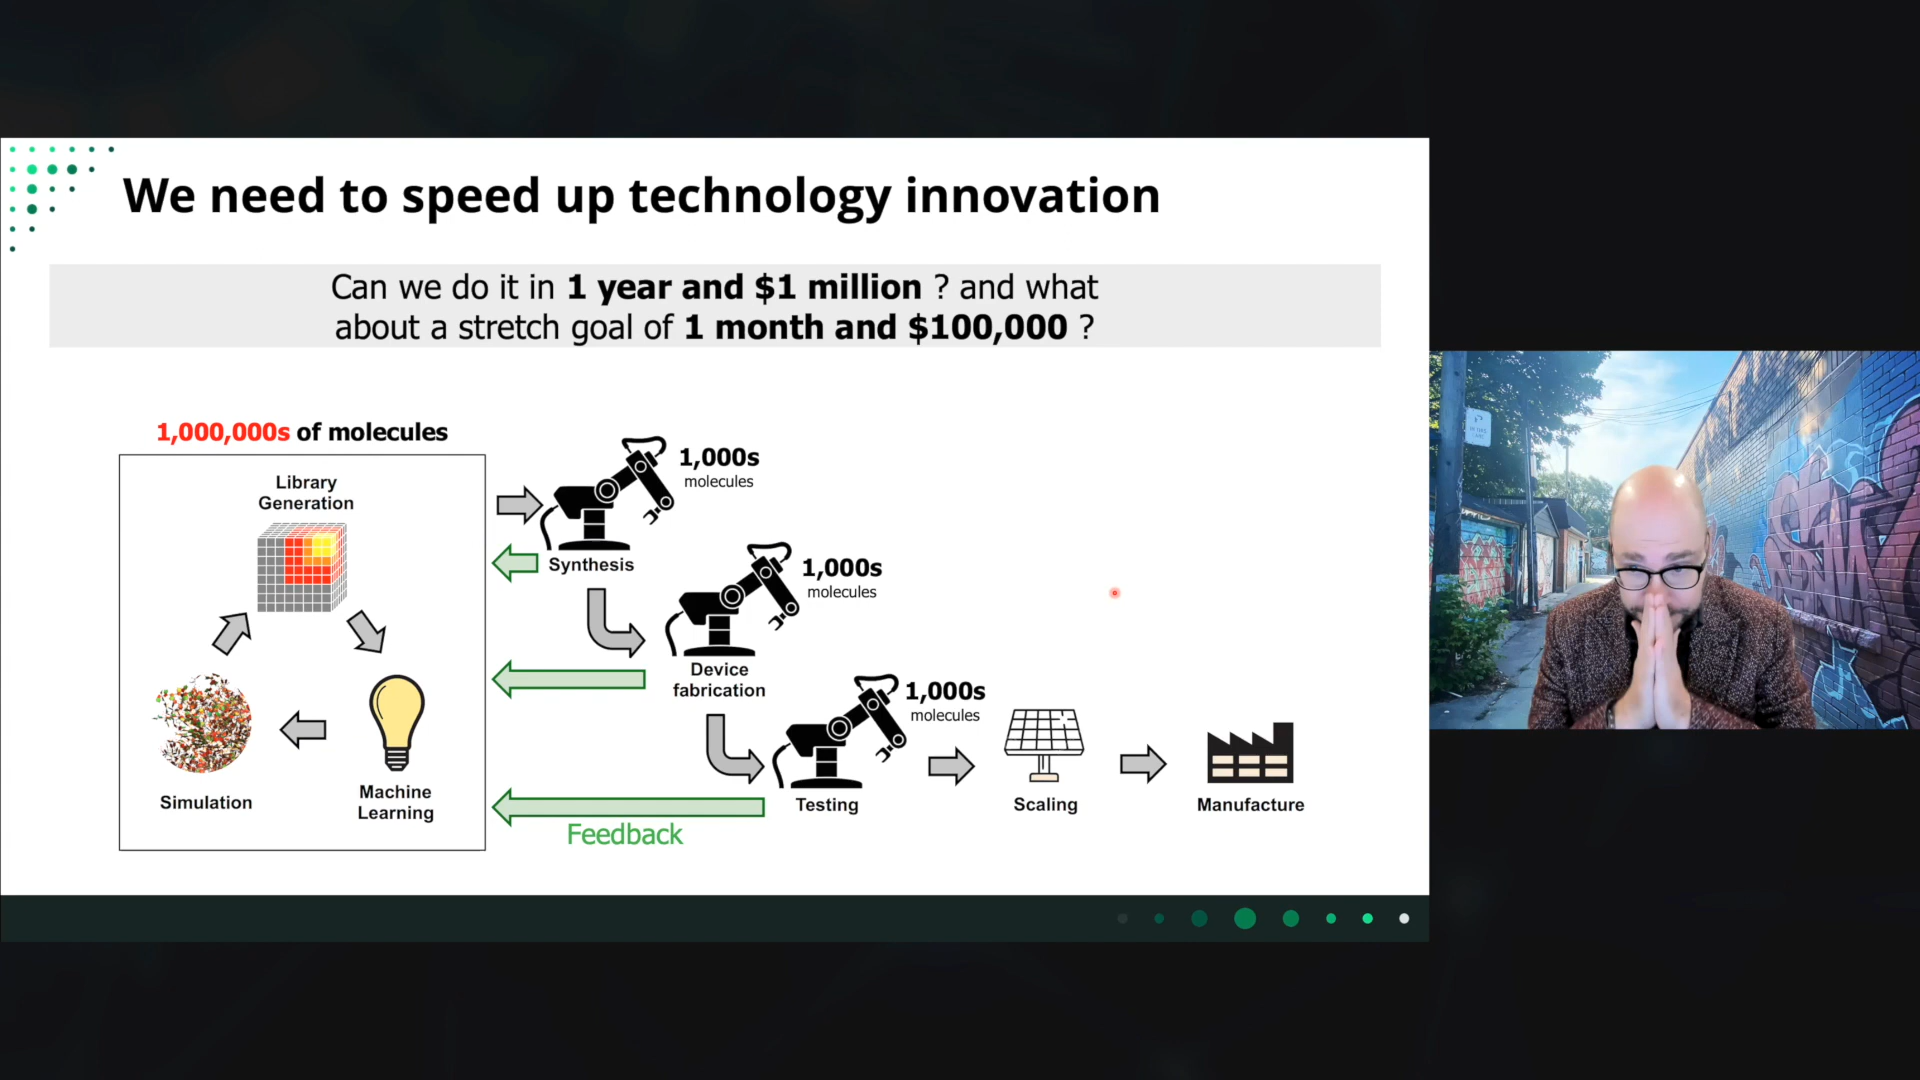 We need to speed up technology innovation
Can we do it in 1 year and $1 million ? and what
about a stretch goal of 1 month and $100,000 ?
1,000,000s of molecules
Library
Generation
Simulation
Machine
Learning
1,000s
molecules
Synthesis
1,000s
molecules
Device
fabrication
1,000s
molecules
Testing
Feedback
Scaling
Manufacture